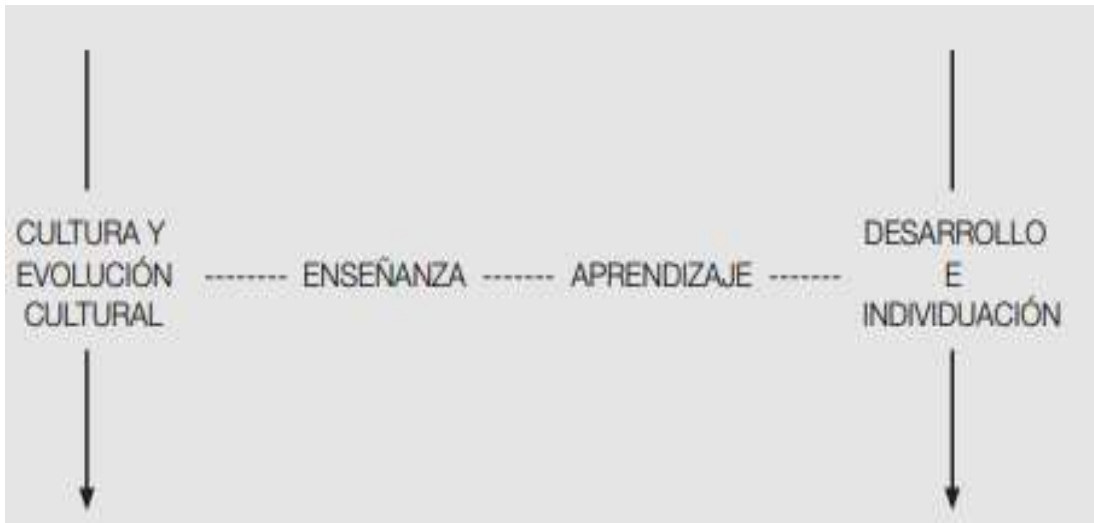 CULTURA Y
EVOLUCIÓN
CULTURAL
ENSEÑANZA
APRENDIZAJE
DESARROLLO
E
INDIVIDUACIÓN